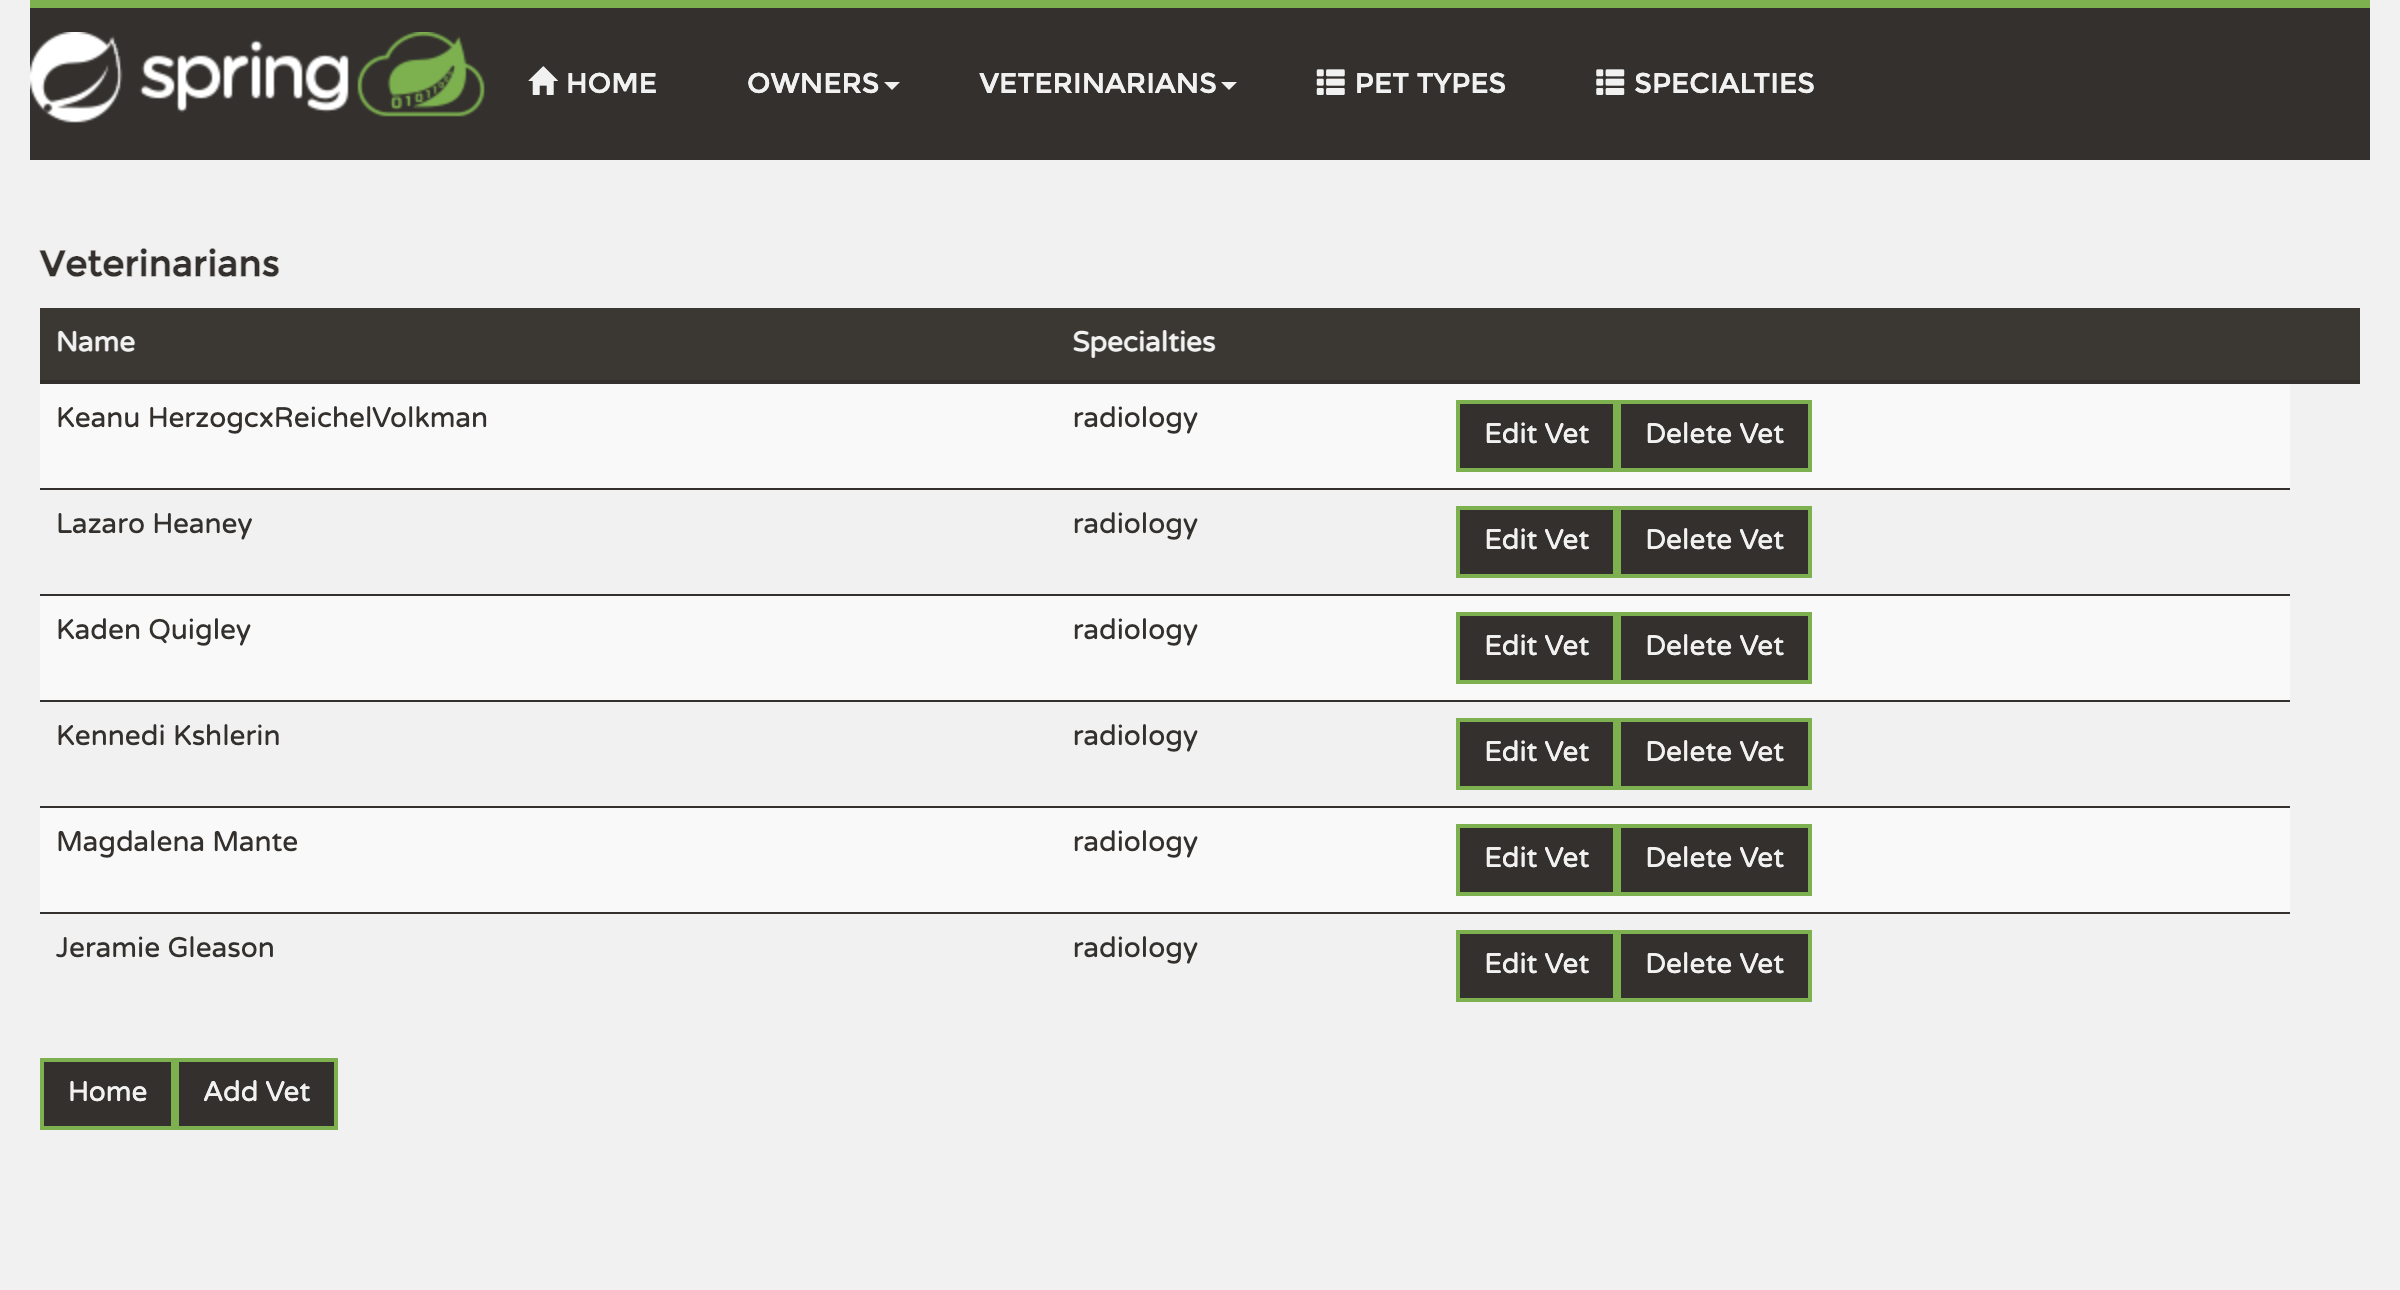 spring HOME OWNERS VETERINARIANS PET TYPES SPECIALTIES
Veterinarians
Name Specialties
Keanu HerzogcxReichelVolkman radiology Edit Vet Delete Vet
Lazaro Heaney radiology Edit Vet Delete Vet
Kaden Quigley radiology Edit Vet Delete Vet
Kennedi Kshlerin radiology Edit Vet Delete Vet
Magdalena Mante radiology Edit Vet Delete Vet
Jeramie Gleason radiology Edit Vet Delete Vet
Home Add Vet